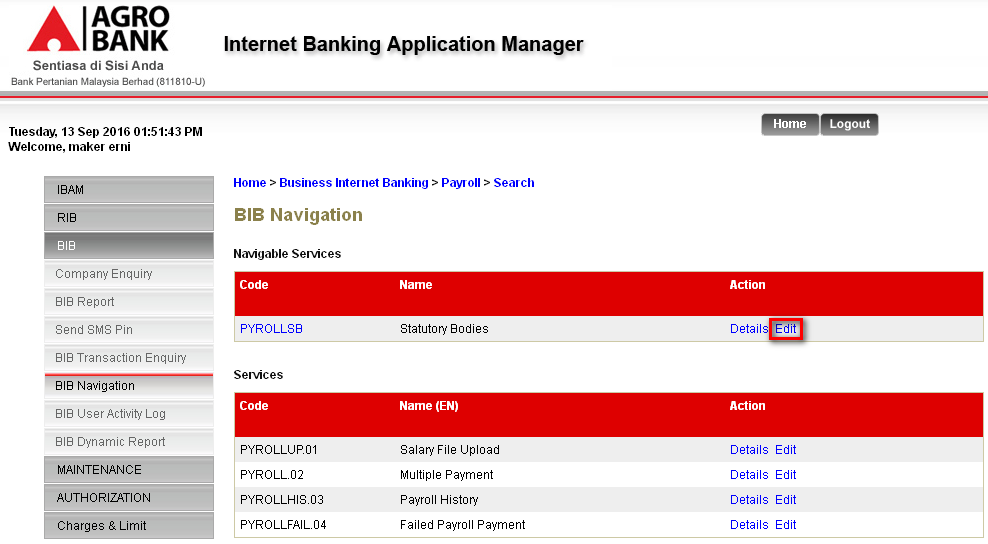 AGRO
BANK
Sentiasa di Sisi Anda
Bank Pertanian Malaysia Berhad (811810-U)
Internet Banking Application Manager
Home Logout
Tuesday, 13 Sep 2016 01:51:43 PM
Welcome, maker erni
IBAM
RIB
BIB
Company Enquiry
BIB Report
Send SMS Pin
BIB Transaction Enquiry
BIB Navigation
BIB User Activity Log
BIB Dynamic Report
MAINTENANCE
AUTHORIZATION
Charges & Limit
Home > Business Internet Banking > Payroll > Search
BIB Navigation
Navigable Services
Code Name Action
PYROLLSB Statutory Bodies Details Edit
Services
Code Name (EN) Action
PYROLLUP.01 Salary File Upload Details Edit
PYROLL.02 Multiple Payment Details Edit
PYROLLHIS.03 Payroll History Details Edit
PYROLLFAIL.04 Failed Payroll Payment Details Edit